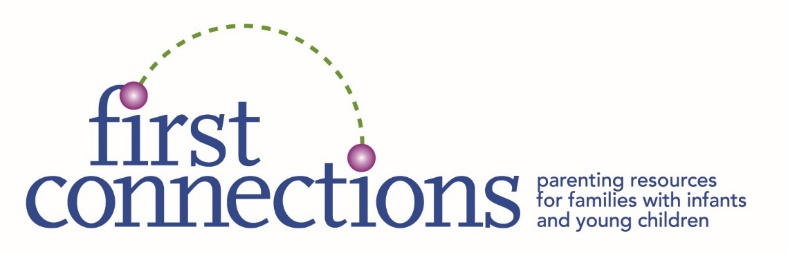 first
connections
parenting resources
for families with infants
and young children